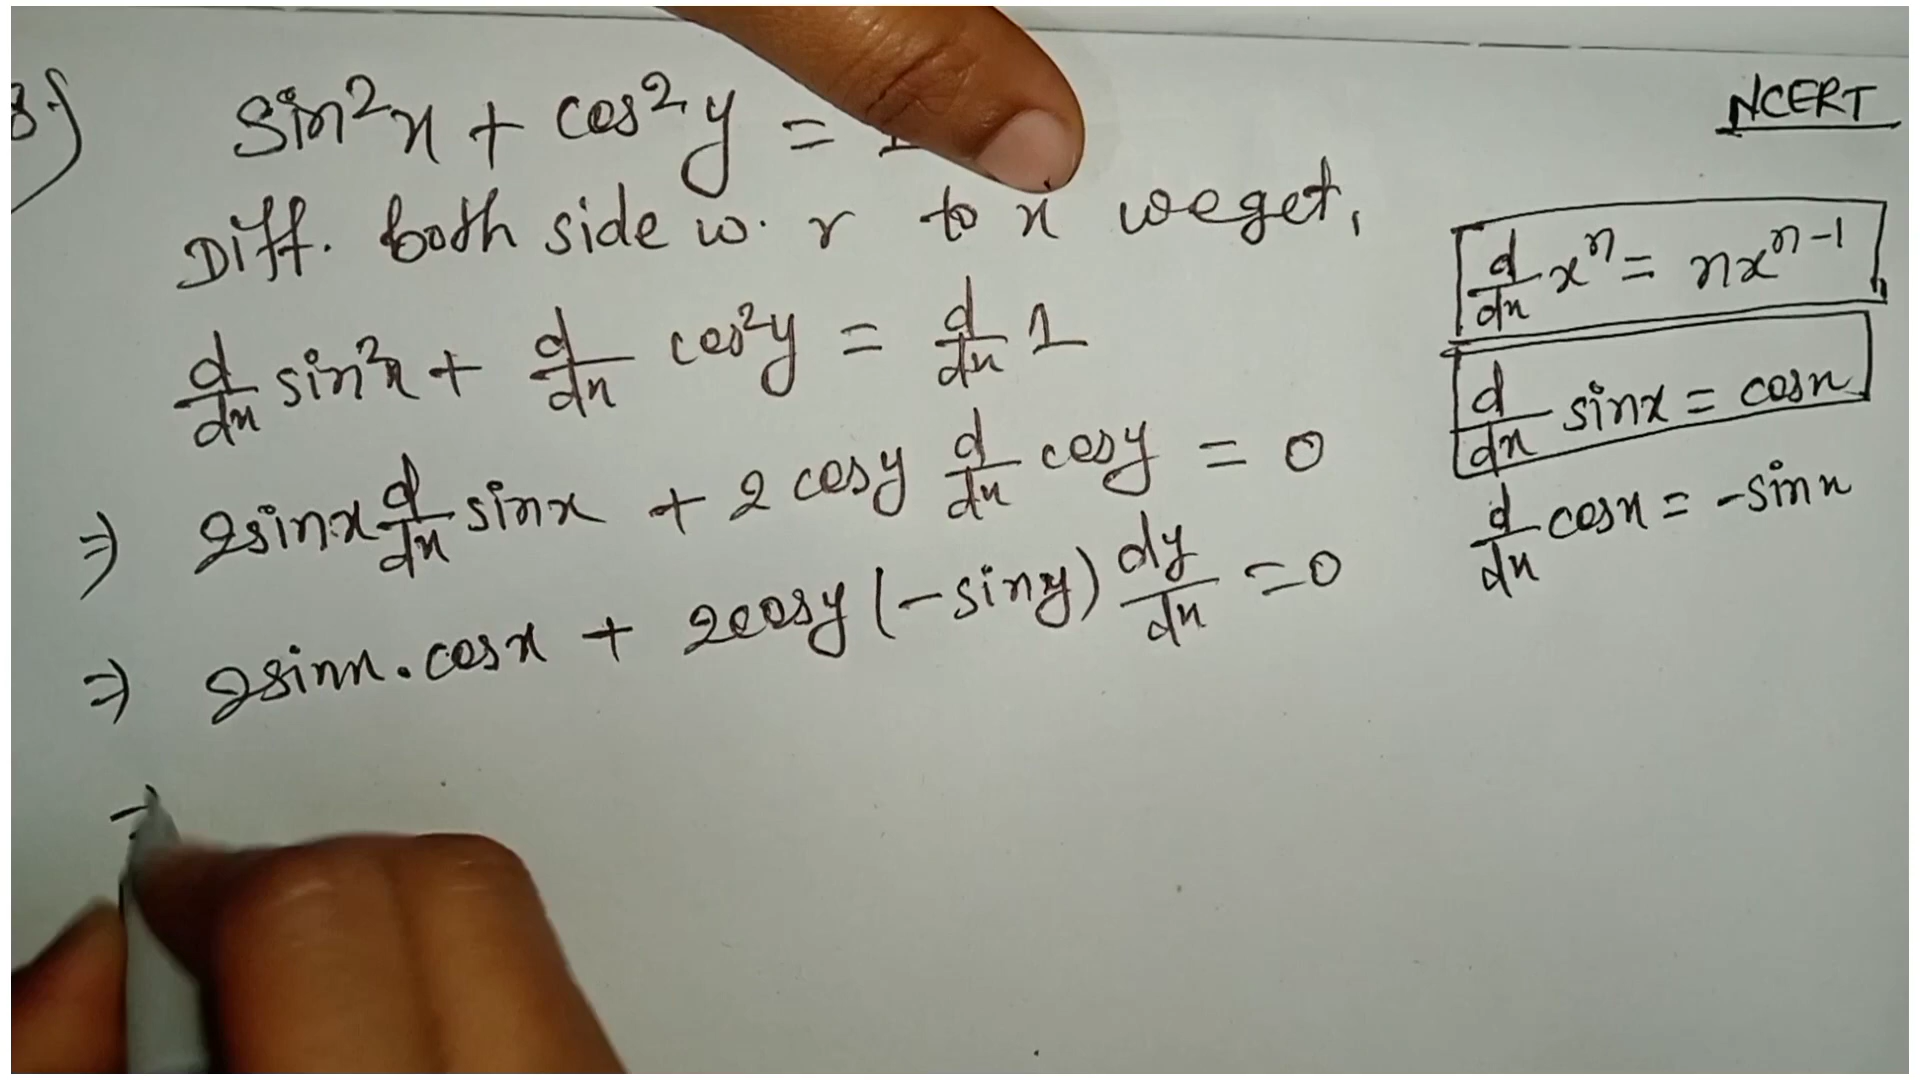 8)
Sin²x + cos²y = 1
Diff. both side w. r to x we get,
d/dx sin²x + d/dx cos²y = d/dx 1
⇒ 2sinx d/dx sinx + 2 cosy d/dx cosy = 0
⇒ 2sinx . cosx + 2cosy (-siny) dy/dx = 0
NCERT
d/dx xⁿ = nxⁿ⁻¹
d/dx sinx = cosx
d/dx cosx = -sinx